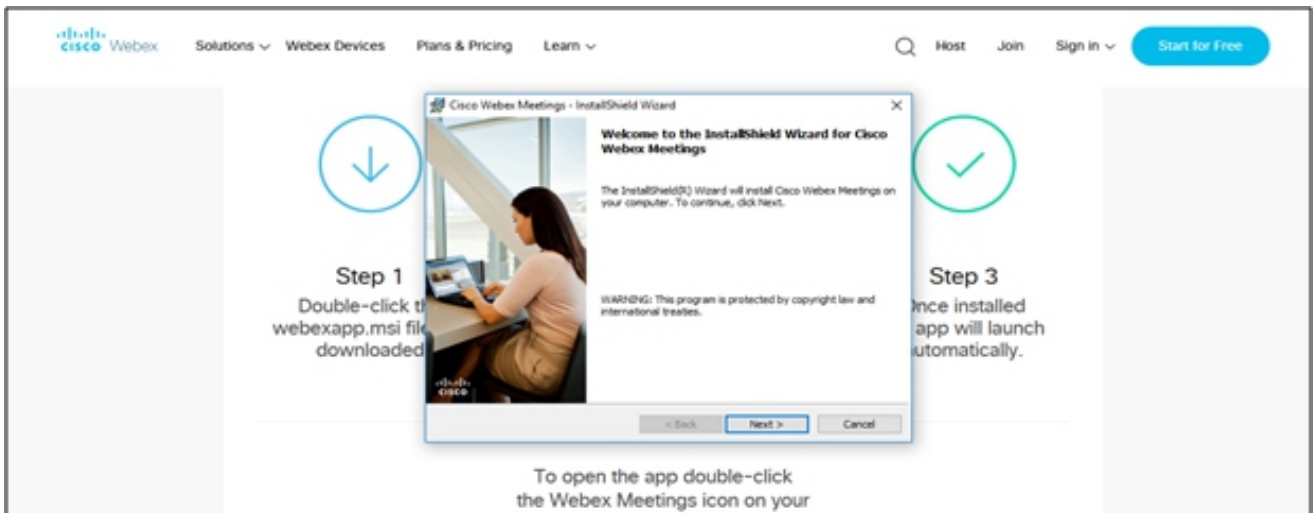 cisco Webex Solutions Webex Devices Plans & Pricing Learn Host Join Sign in Start for Free
Cisco Webex Meetings - InstallShield Wizard
Welcome to the InstallShield Wizard for Cisco
Webex Meetings
The InstallShield(R) Wizard will install Cisco Webex Meetings on
your computer. To continue, click Next.
WARNING: This program is protected by copyright law and
international treaties.
cisco
< Back Next > Cancel
Step 1
Double-click
webexapp.msi
downloaded
Step 3
installed
app will launch
To open the app double-click
the Webex Meetings icon on your